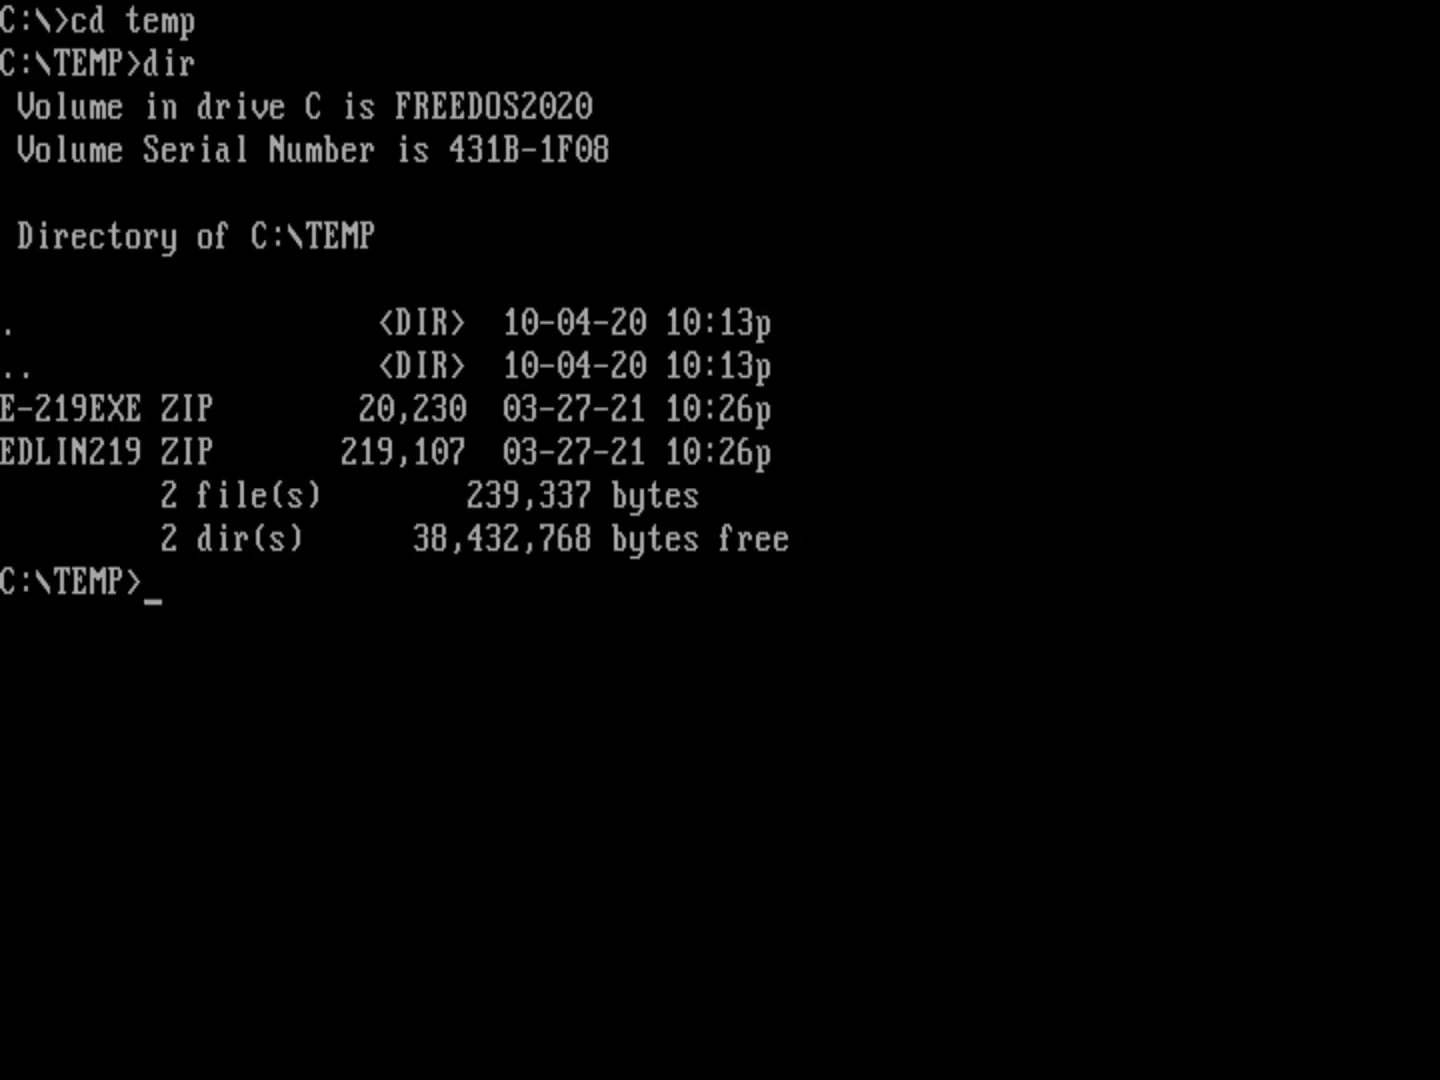 C:\>cd temp
C:\TEMP>dir
Volume in drive C is FREEDOS2020
Volume Serial Number is 431B-1F08
Directory of C:\TEMP
. <DIR> 10-04-20 10:13p
.. <DIR> 10-04-20 10:13p
E-219EXE ZIP 20,230 03-27-21 10:26p
EDLIN219 ZIP 219,107 03-27-21 10:26p
2 file(s) 239,337 bytes
2 dir(s) 38,432,768 bytes free
C:\TEMP>_